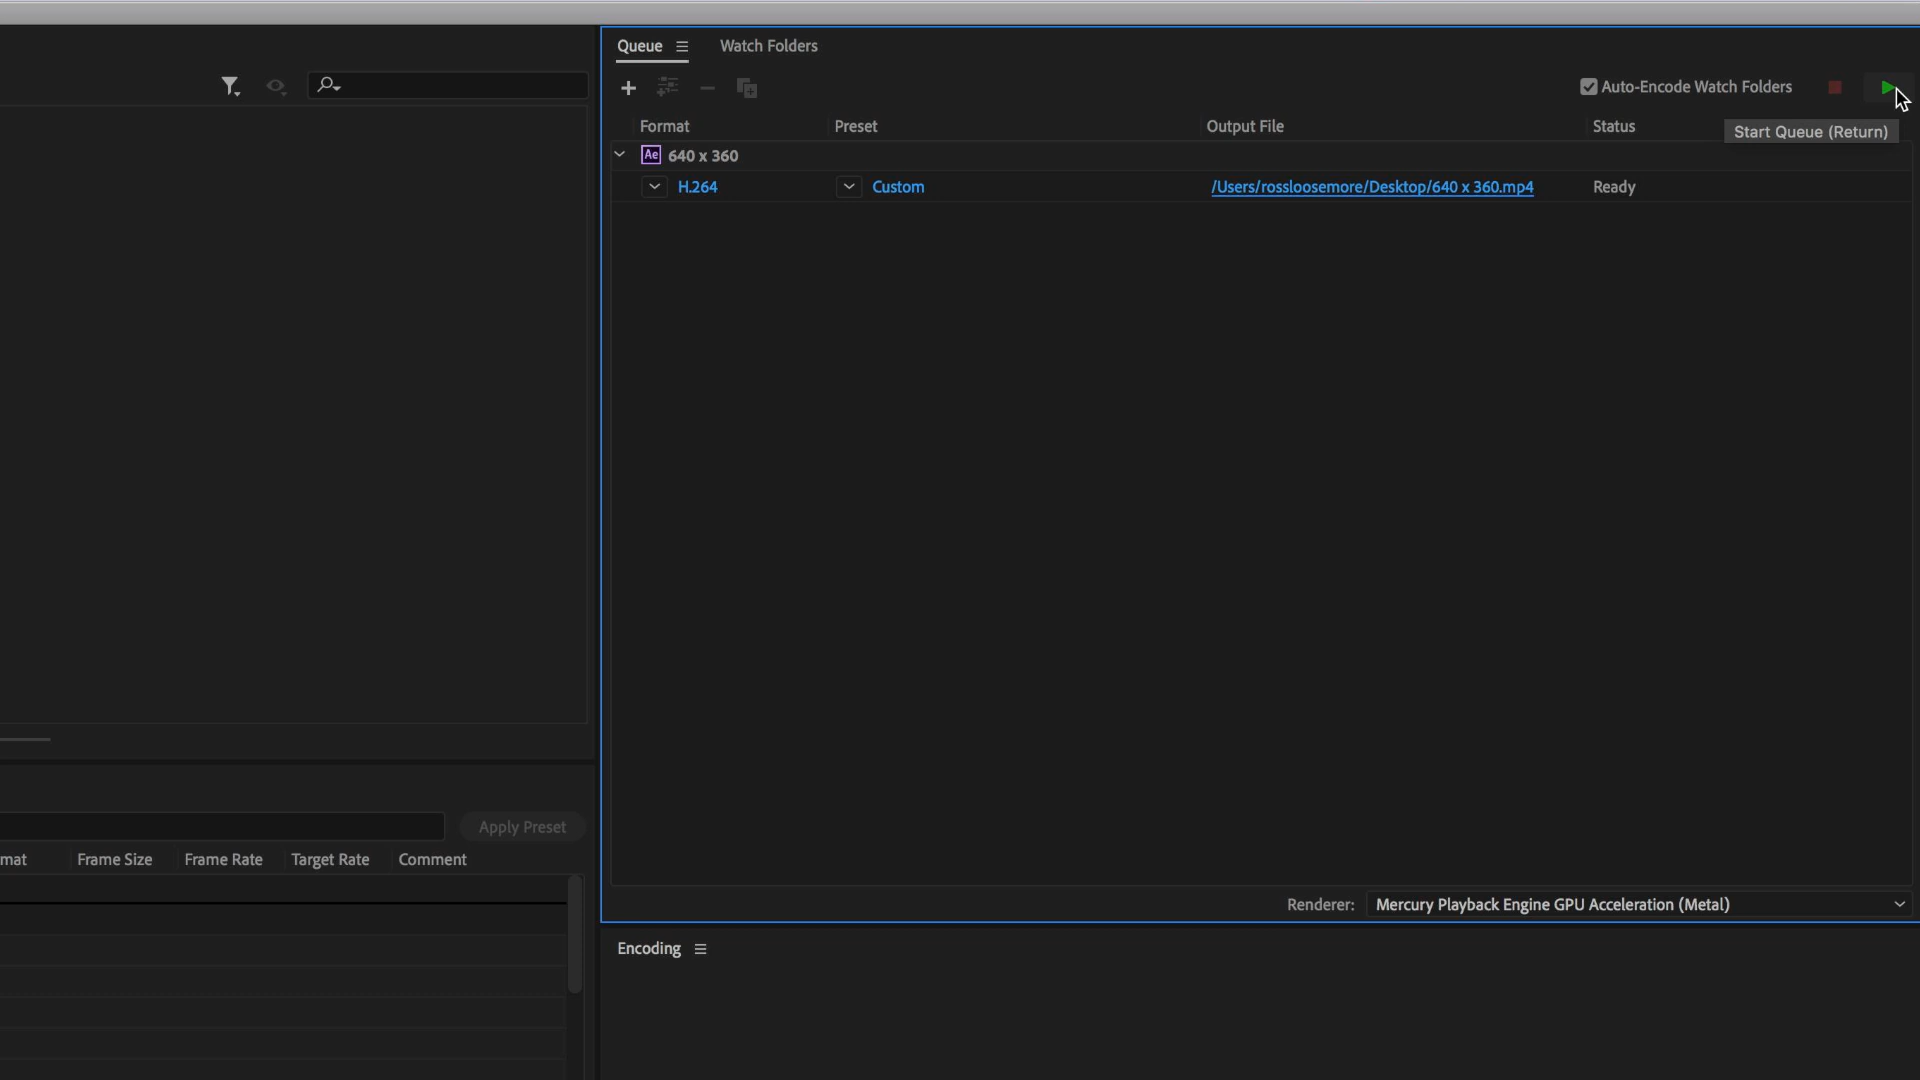 Queue
Watch Folders
Auto-Encode Watch Folders
Format Preset Output File Status
Start Queue (Return)
Ae 640 x 360
H.264 Custom /Users/rossloosemore/Desktop/640 x 360.mp4 Ready
Apply Preset
mat Frame Size Frame Rate Target Rate Comment
Renderer: Mercury Playback Engine GPU Acceleration (Metal)
Encoding